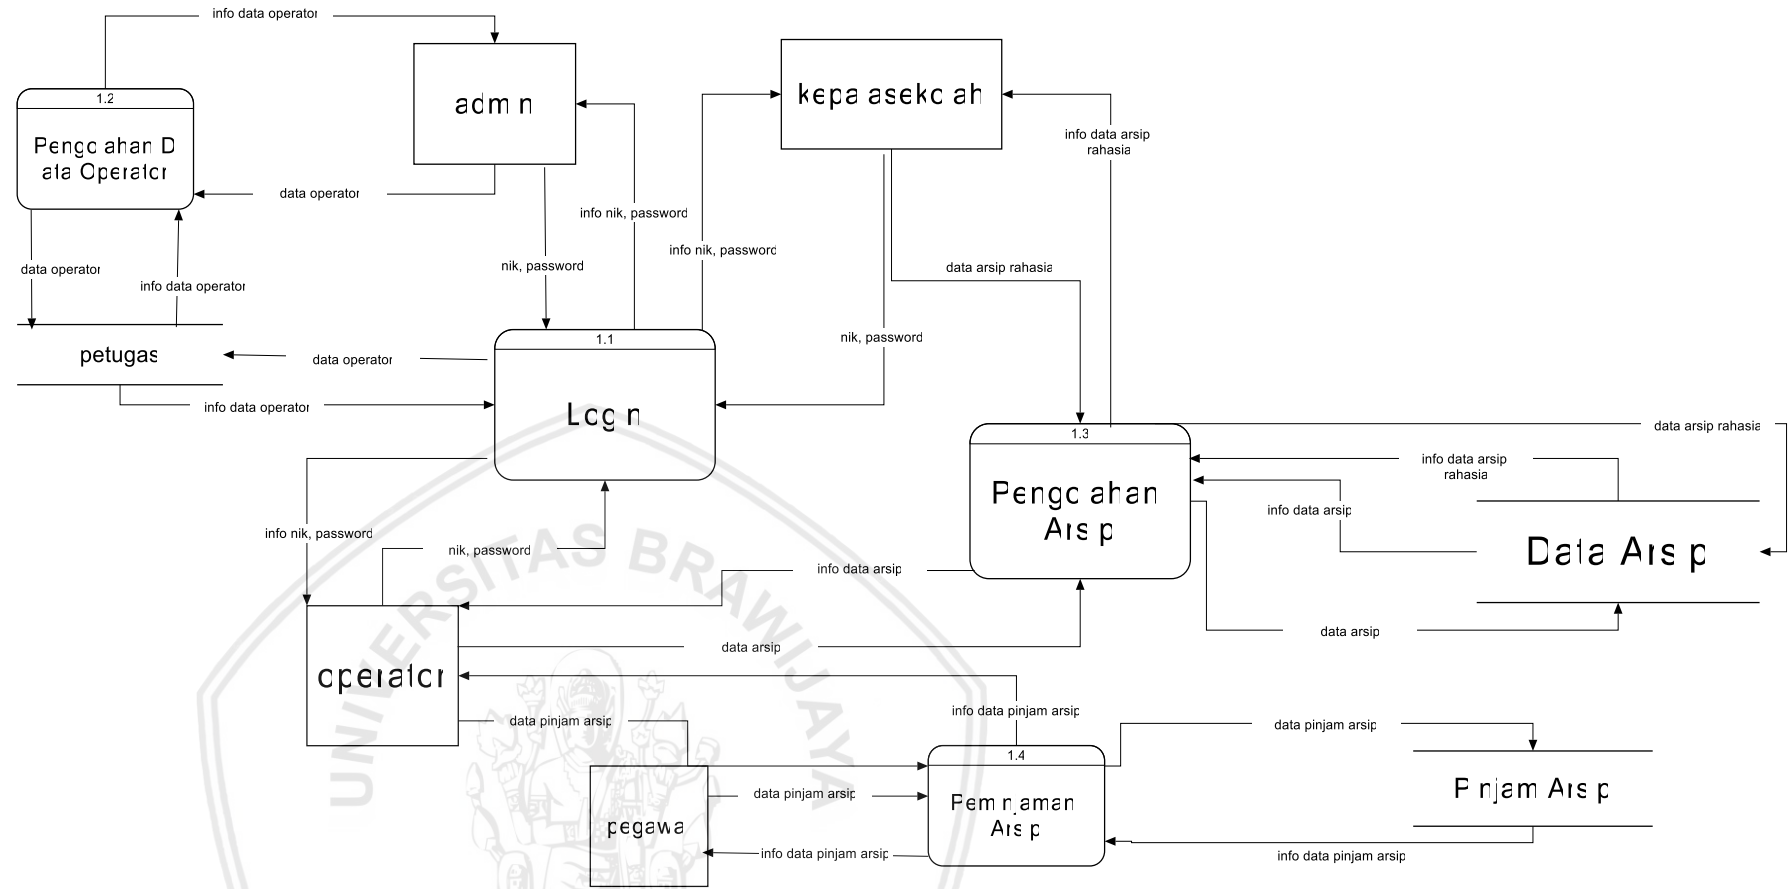 info data operator
admin
kepalasekolah
1.2
Pengolahan D
ata Operator
info data arsip
rahasia
data operator
info nik, password
info nik, password
nik, password
data arsip rahasia
data operator
info data operator
petugas
data operator
info data operator
1.1
Login
nik, password
1.3
Pengolahan
Arsip
data arsip rahasia
info data arsip
rahasia
info data arsip
Data Arsip
info nik, password
nik, password
info data arsip
data arsip
data arsip
operator
info data pinjam arsip
data pinjam arsip
data pinjam arsip
1.4
Peminjaman
Arsip
Pinjam Arsip
data pinjam arsip
pegawai
info data pinjam arsip
info data pinjam arsip
UNIVERSITAS BRAWIJAYA